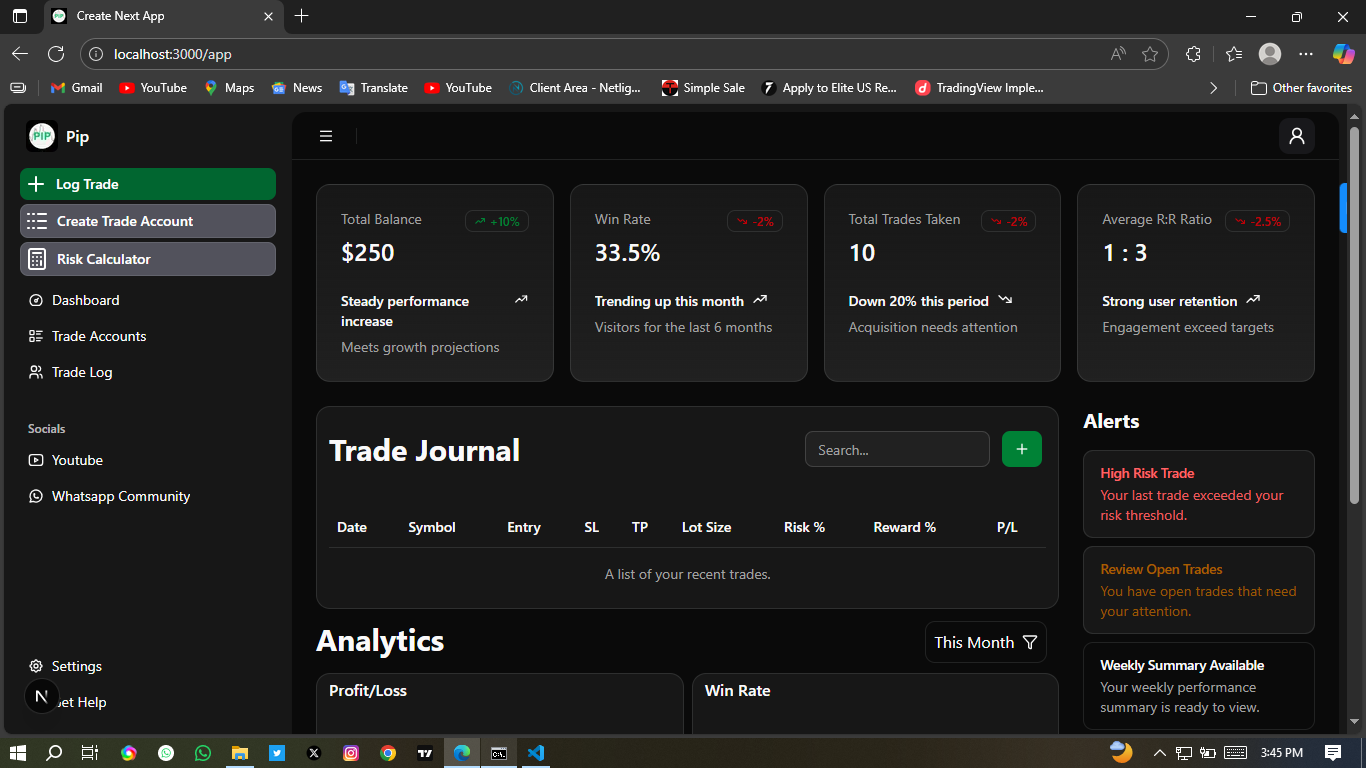 Create Next App
localhost:3000/app
Gmail
YouTube
Maps
News
Translate
YouTube
Client Area - Netlig...
Simple Sale
Apply to Elite US Re...
TradingView Imple...
Other favorites
PIP
Pip
Log Trade
Create Trade Account
Risk Calculator
Dashboard
Trade Accounts
Trade Log
Socials
Youtube
Whatsapp Community
Settings
N
Get Help
Total Balance
+10%
$250
Steady performance
increase
Meets growth projections
Win Rate
-2%
33.5%
Trending up this month
Visitors for the last 6 months
Total Trades Taken
-2%
10
Down 20% this period
Acquisition needs attention
Average R:R Ratio
-2.5%
1 : 3
Strong user retention
Engagement exceed targets
Trade Journal
Search...
Date Symbol Entry SL TP Lot Size Risk % Reward % P/L
A list of your recent trades.
Analytics
This Month
Profit/Loss
Win Rate
Alerts
High Risk Trade
Your last trade exceeded your
risk threshold.
Review Open Trades
You have open trades that need
your attention.
Weekly Summary Available
Your weekly performance
summary is ready to view.
3:45 PM